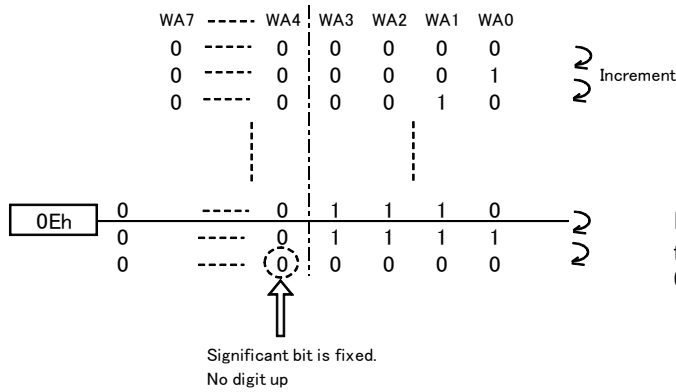 WA7 ----- WA4 WA3 WA2 WA1 WA0
0 ---- 0 0 0 0 0
0 ---- 0 0 0 0 1 Increment
0 ---- 0 0 0 1 0
0Eh 0 ---- 0 1 1 1 0
0 ---- 0 1 1 1 1
0 ---- 0 0 0 0 0
Significant bit is fixed.
No digit up